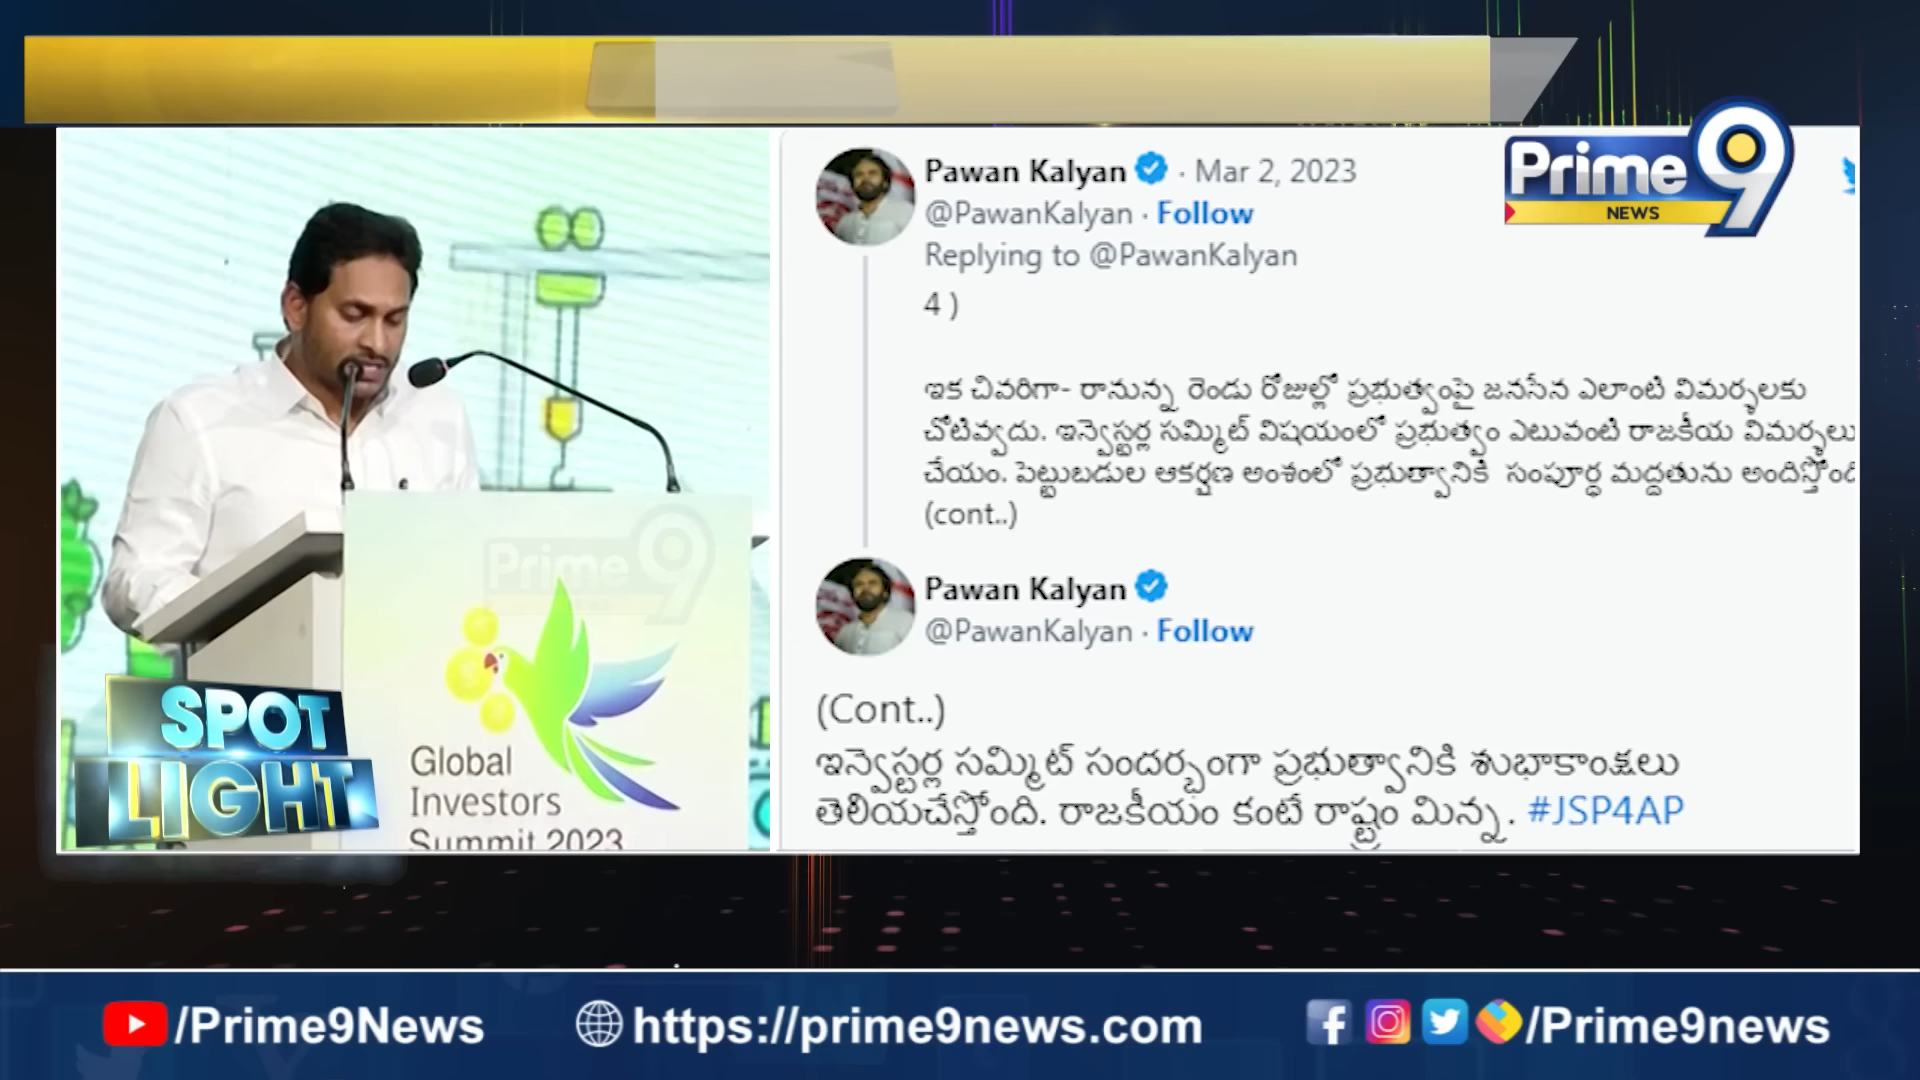 Prime9
NEWS
Pawan Kalyan · Mar 2, 2023
@PawanKalyan · Follow
Replying to @PawanKalyan
4 )
ఇక చివరిగా- రానున్న రెండు రోజుల్లో ప్రభుత్వంపై జనసేన ఎలాంటి విమర్శలకు
చోటివ్వదు. ఇన్వెస్టర్ల సమ్మిట్ విషయంలో ప్రభుత్వం ఎటువంటి రాజకీయ విమర్శలు
చేయం. పెట్టుబడుల ఆకర్షణ అంశంలో ప్రభుత్వానికి సంపూర్ణ మద్దతును అందిస్తోంది
(cont..)
Pawan Kalyan
@PawanKalyan · Follow
(Cont..)
ఇన్వెస్టర్ల సమ్మిట్ సందర్భంగా ప్రభుత్వానికి శుభాకాంక్షలు
తెలియచేస్తోంది. రాజకీయం కంటే రాష్ట్రం మిన్న. #JSP4AP
Prime9
Global
Investors
Summit 2023
SPOT
LIGHT
/Prime9News
https://prime9news.com
/Prime9news